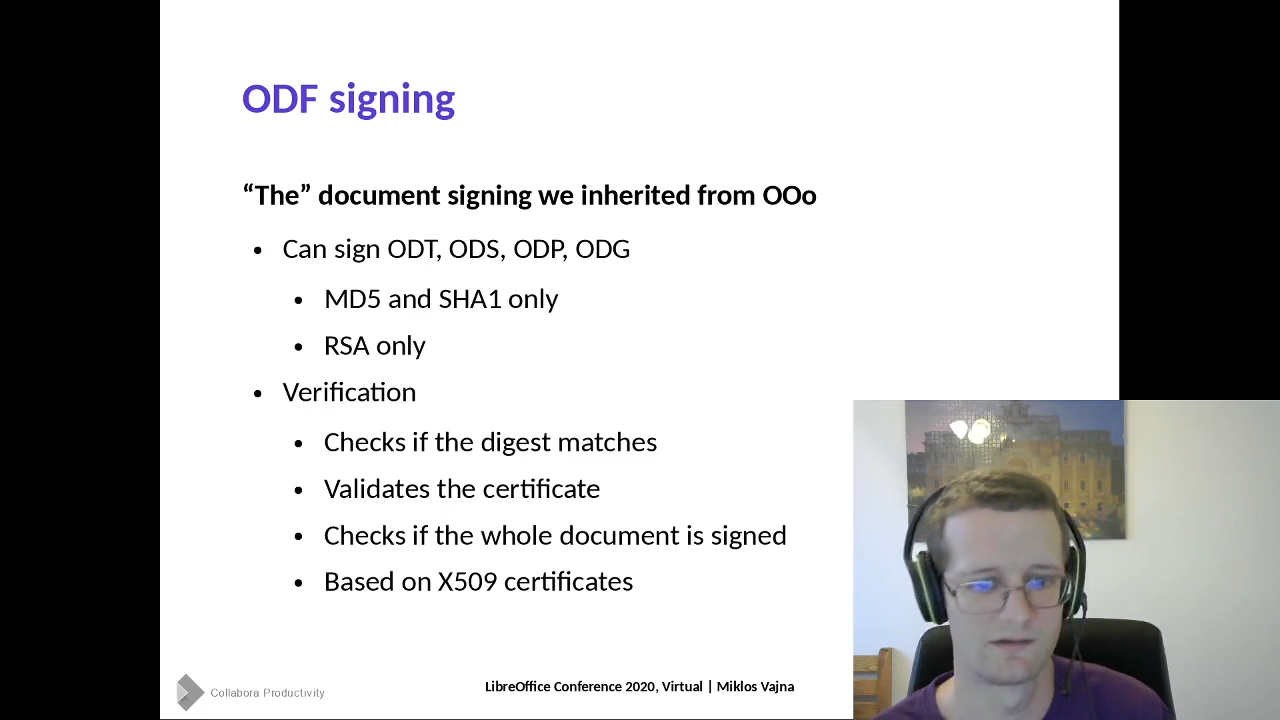 ODF signing
“The” document signing we inherited from OOo
• Can sign ODT, ODS, ODP, ODG
• MD5 and SHA1 only
• RSA only
• Verification
• Checks if the digest matches
• Validates the certificate
• Checks if the whole document is signed
• Based on X509 certificates
Collabora Productivity
LibreOffice Conference 2020, Virtual | Miklos Vajna